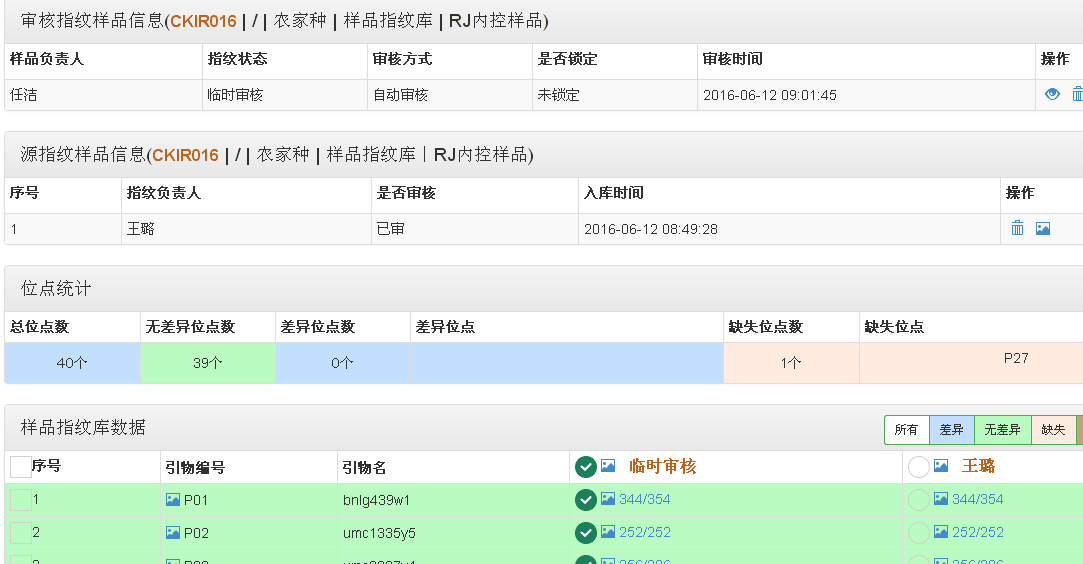 审核指纹样品信息(CKIR016 | / | 农家种 | 样品指纹库 | RJ内控样品)
样品负责人 指纹状态 审核方式 是否锁定 审核时间 操作
任洁 临时审核 自动审核 未锁定 2016-06-12 09:01:45
源指纹样品信息(CKIR016 | / | 农家种 | 样品指纹库 | RJ内控样品)
序号 指纹负责人 是否审核 入库时间 操作
1 王璐 已审 2016-06-12 08:49:28
位点统计
总位点数 无差异位点数 差异位点数 差异位点 缺失位点数 缺失位点
40个 39个 0个 1个 P27
样品指纹库数据 所有 差异 无差异 缺失
序号 引物编号 引物名 临时审核 王璐
1 P01 bnlg439w1 344/354 344/354
2 P02 umc1335y5 252/252 252/252